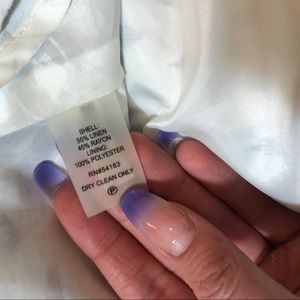 SHELL:
55% LINEN
45% RAYON
LINING:
100% POLYESTER
RN#54163
DRY CLEAN ONLY
P